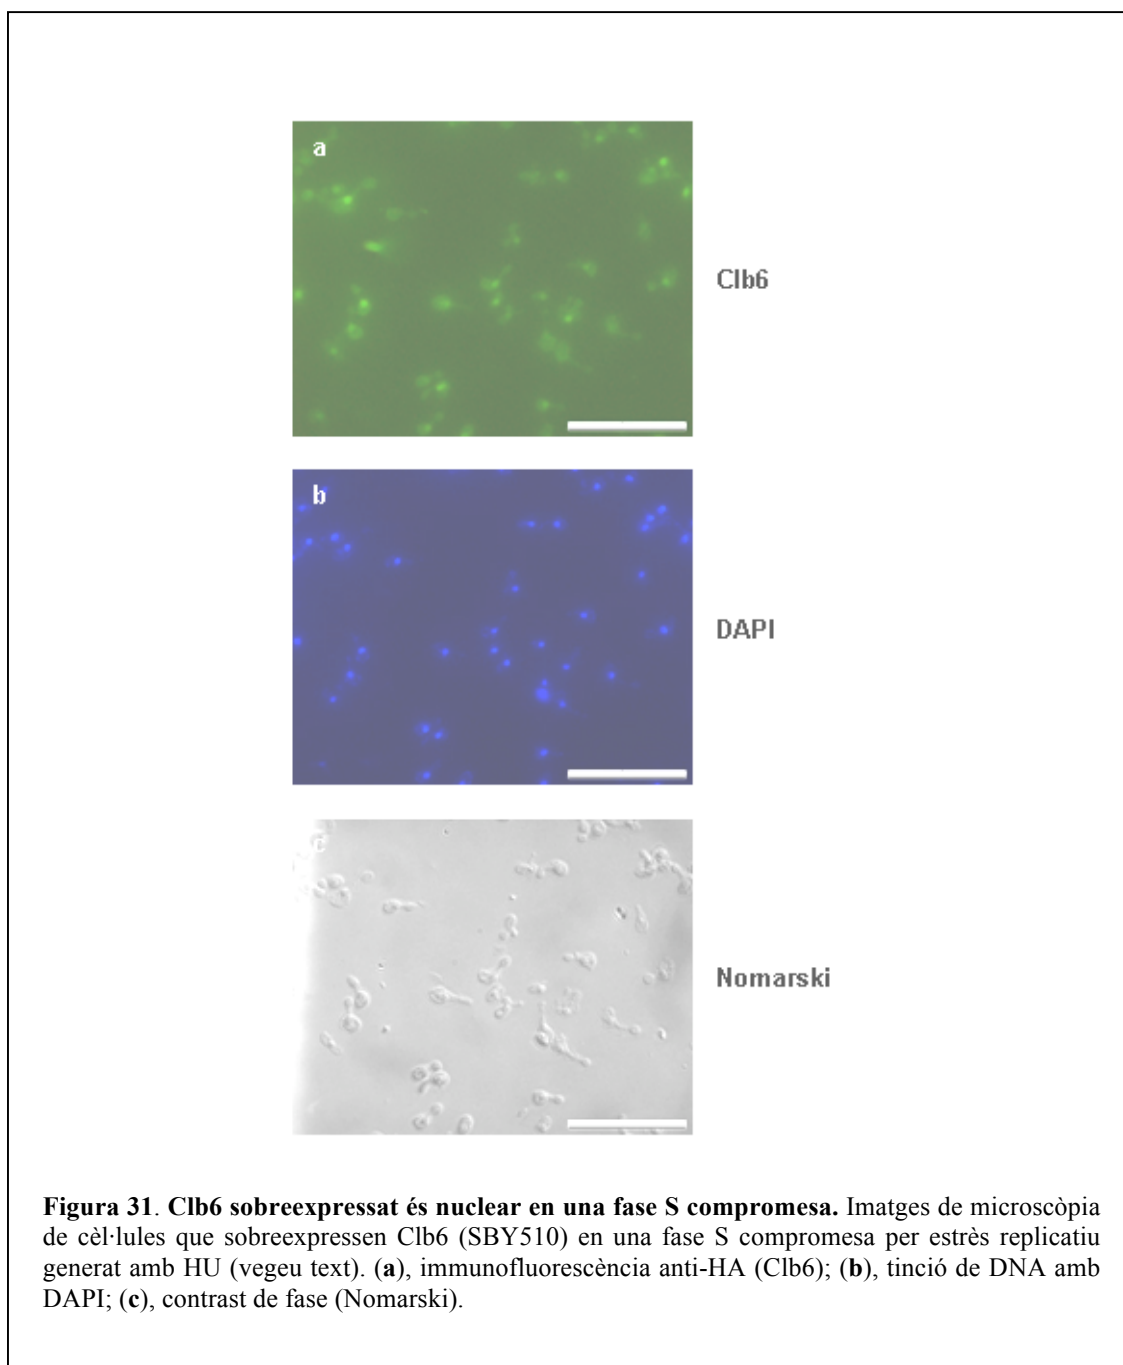 a
Clb6
b
DAPI
c
Nomarski
Figura 31. Clb6 sobreexpressat és nuclear en una fase S compromesa. Imatges de microscòpia
de cèl·lules que sobreexpressen Clb6 (SBY510) en una fase S compromesa per estrès replicatiu
generat amb HU (vegeu text). (a), immunofluorescència anti-HA (Clb6); (b), tinció de DNA amb
DAPI; (c), contrast de fase (Nomarski).